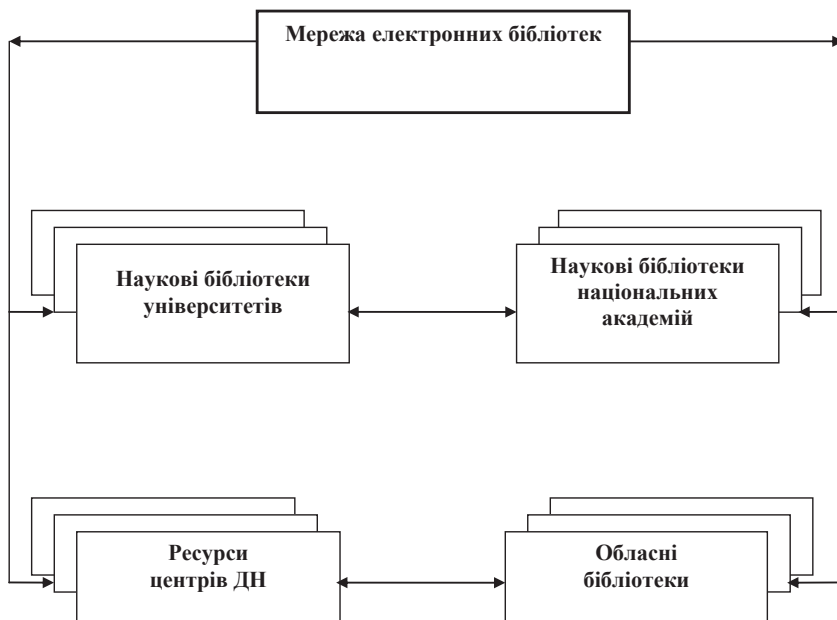 Мережа електронних бібліотек
Наукові бібліотеки
університетів
Наукові бібліотеки
національних
академій
Ресурси
центрів ДН
Обласні
бібліотеки